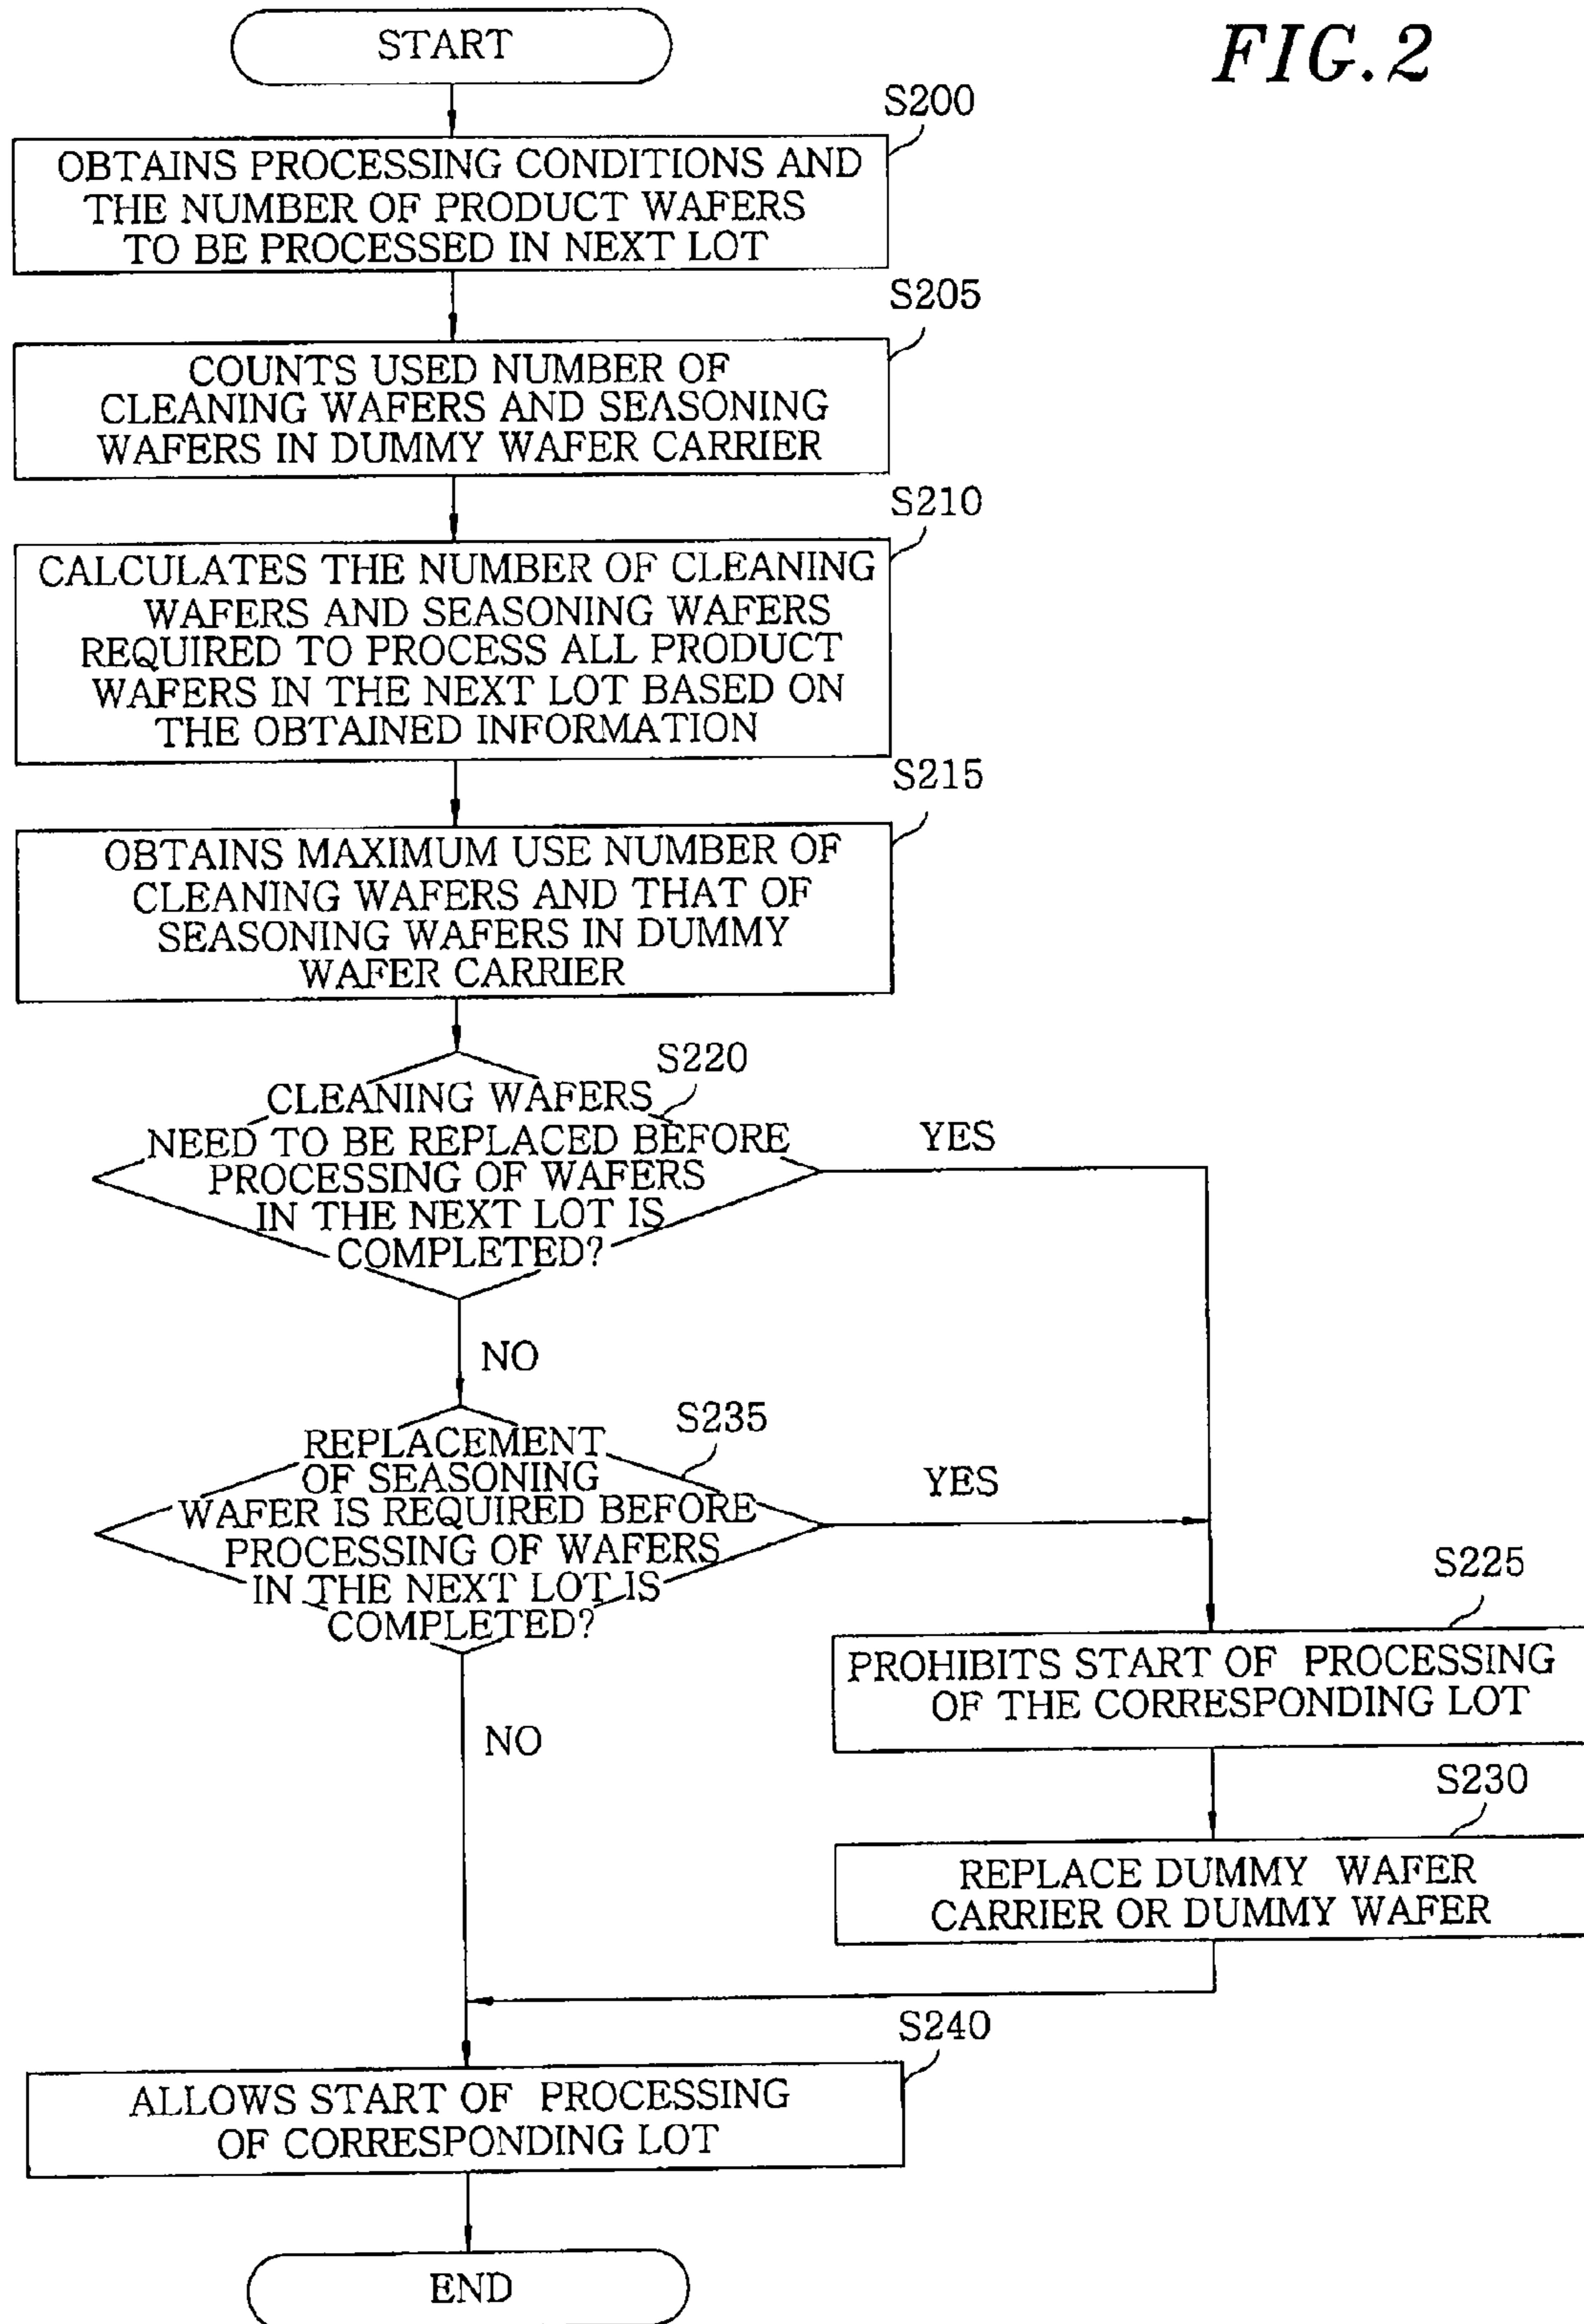 FIG.2
START
S200
OBTAINS PROCESSING CONDITIONS AND
THE NUMBER OF PRODUCT WAFERS
TO BE PROCESSED IN NEXT LOT
S205
COUNTS USED NUMBER OF
CLEANING WAFERS AND SEASONING
WAFERS IN DUMMY WAFER CARRIER
S210
CALCULATES THE NUMBER OF CLEANING
WAFERS AND SEASONING WAFERS
REQUIRED TO PROCESS ALL PRODUCT
WAFERS IN THE NEXT LOT BASED ON
THE OBTAINED INFORMATION
S215
OBTAINS MAXIMUM USE NUMBER OF
CLEANING WAFERS AND THAT OF
SEASONING WAFERS IN DUMMY
WAFER CARRIER
S220
CLEANING WAFERS
NEED TO BE REPLACED BEFORE
PROCESSING OF WAFERS
IN THE NEXT LOT IS
COMPLETED?
YES
NO
S235
REPLACEMENT
OF SEASONING
WAFER IS REQUIRED BEFORE
PROCESSING OF WAFERS
IN THE NEXT LOT IS
COMPLETED?
YES
NO
S225
PROHIBITS START OF PROCESSING
OF THE CORRESPONDING LOT
S230
REPLACE DUMMY WAFER
CARRIER OR DUMMY WAFER
S240
ALLOWS START OF PROCESSING
OF CORRESPONDING LOT
END